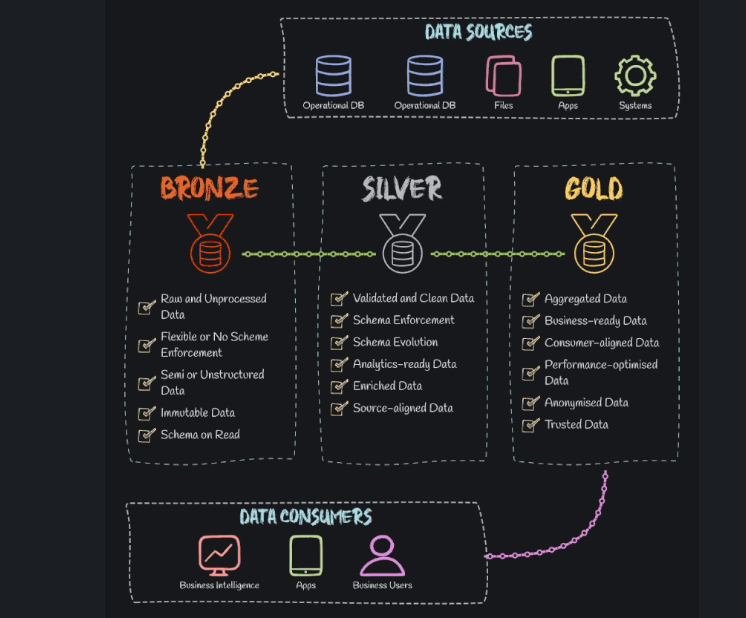 DATA SOURCES
Operational DB
Operational DB
Files
Apps
Systems
BRONZE
Raw and Unprocessed
Data
Flexible or No Scheme
Enforcement
Semi or Unstructured
Data
Immutable Data
Schema on Read
SILVER
Validated and Clean Data
Schema Enforcement
Schema Evolution
Analytics-ready Data
Enriched Data
Source-aligned Data
GOLD
Aggregated Data
Business-ready Data
Consumer-aligned Data
Performance-optimised
Data
Anonymised Data
Trusted Data
DATA CONSUMERS
Business Intelligence
Apps
Business Users